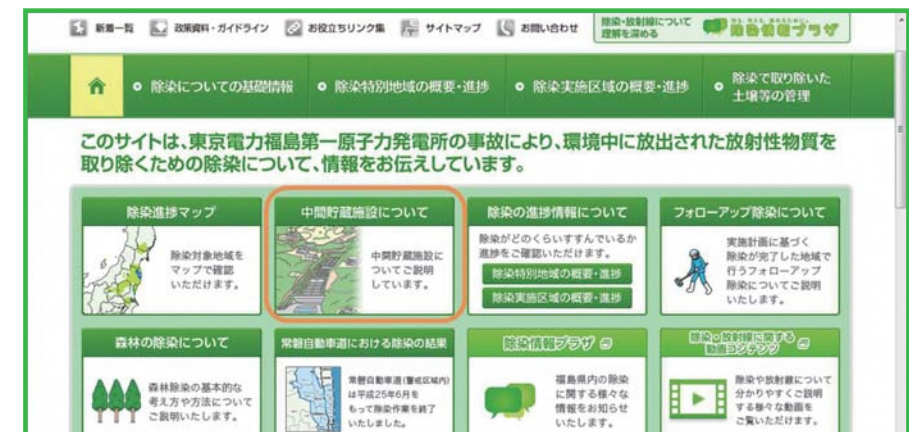 新着一覧 政策資料・ガイドライン お役立ちリンク集 サイトマップ お問い合わせ 除染・放射線について
理解を深める
除染情報プラザ
除染についての基礎情報 除染特別地域の概要・進捗 除染実施区域の概要・進捗 除染で取り除いた
土壌等の管理
このサイトは、東京電力福島第一原子力発電所の事故により、環境中に放出された放射性物質を
取り除くための除染について、情報をお伝えしています。
除染進捗マップ
除染対象地域を
マップで確認
いただけます。
中間貯蔵施設について
中間貯蔵施設に
ついてご説明
しています。
除染の進捗情報について
除染がどのくらいすすんでいるか
進捗をご確認いただけます。
除染特別地域の概要・進捗
除染実施区域の概要・進捗
フォローアップ除染について
実施計画に基づく
除染が完了した地域で
行うフォローアップ
除染についてご説明
いたします。
森林の除染について
森林除染の基本的な
考え方や方法について
ご説明いたします。
常磐自動車道における除染の結果
常磐自動車道(警戒区域内)
は平成25年6月を
もって除染作業を終了
いたしました。
除染情報プラザ
福島県内の除染
に関する様々な
情報をお知らせ
いたします。
除染・放射線に関する
動画コンテンツ
除染や放射線について
分かりやすくご説明
する様々な動画を
ご覧いただけます。